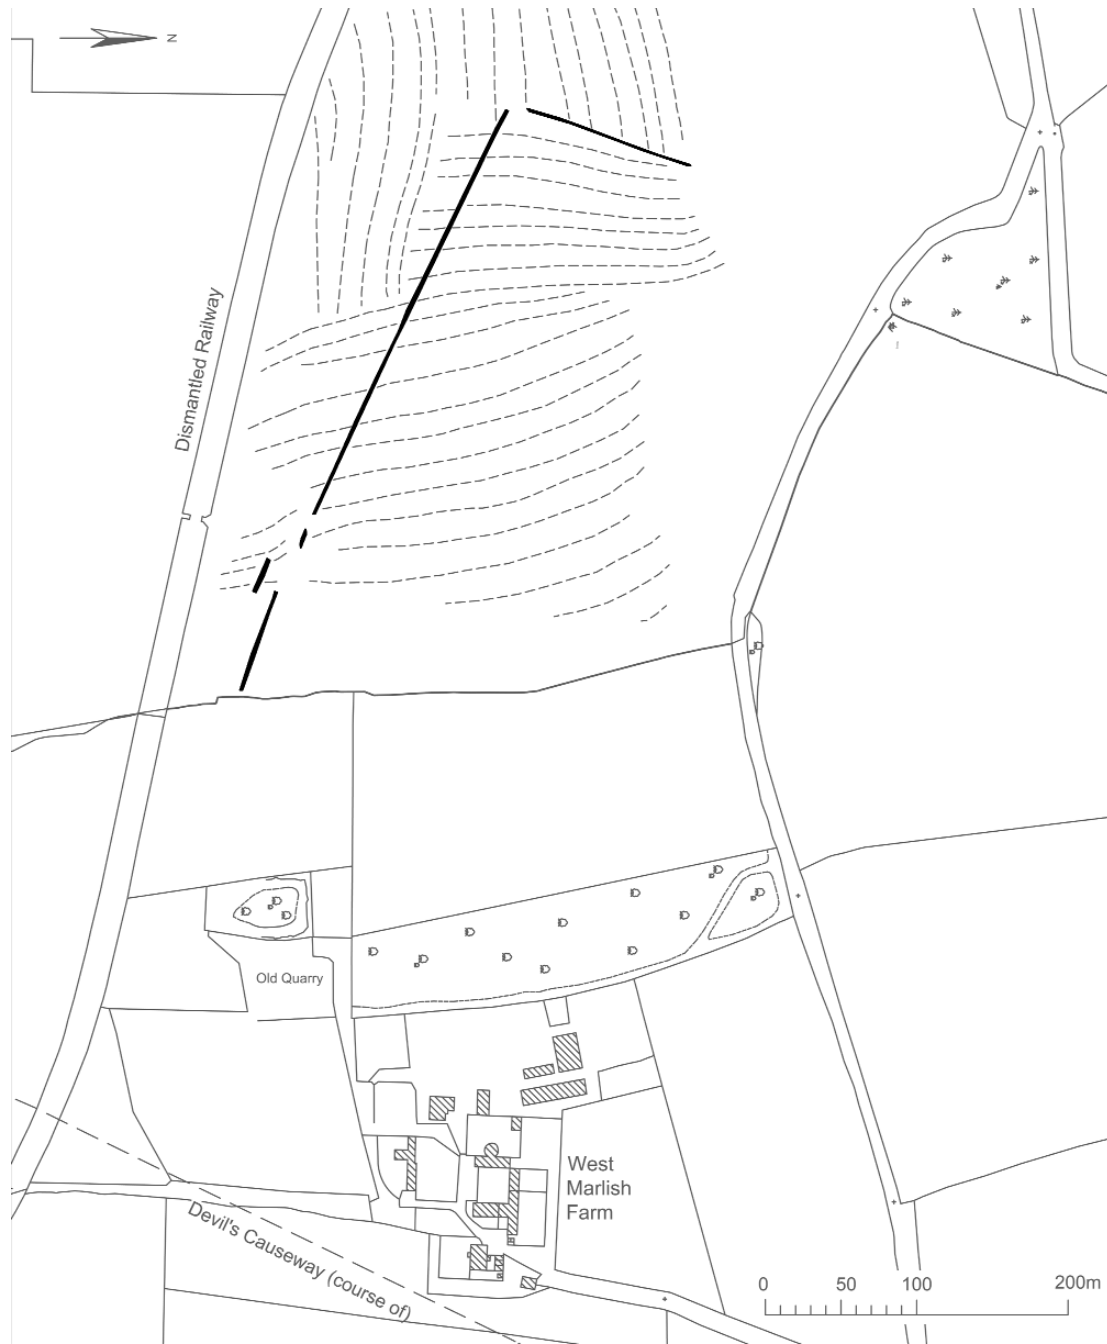 N
Dismantled Railway
Old Quarry
West
Marlish
Farm
Devil's Causeway (course of)
0 50 100 200m